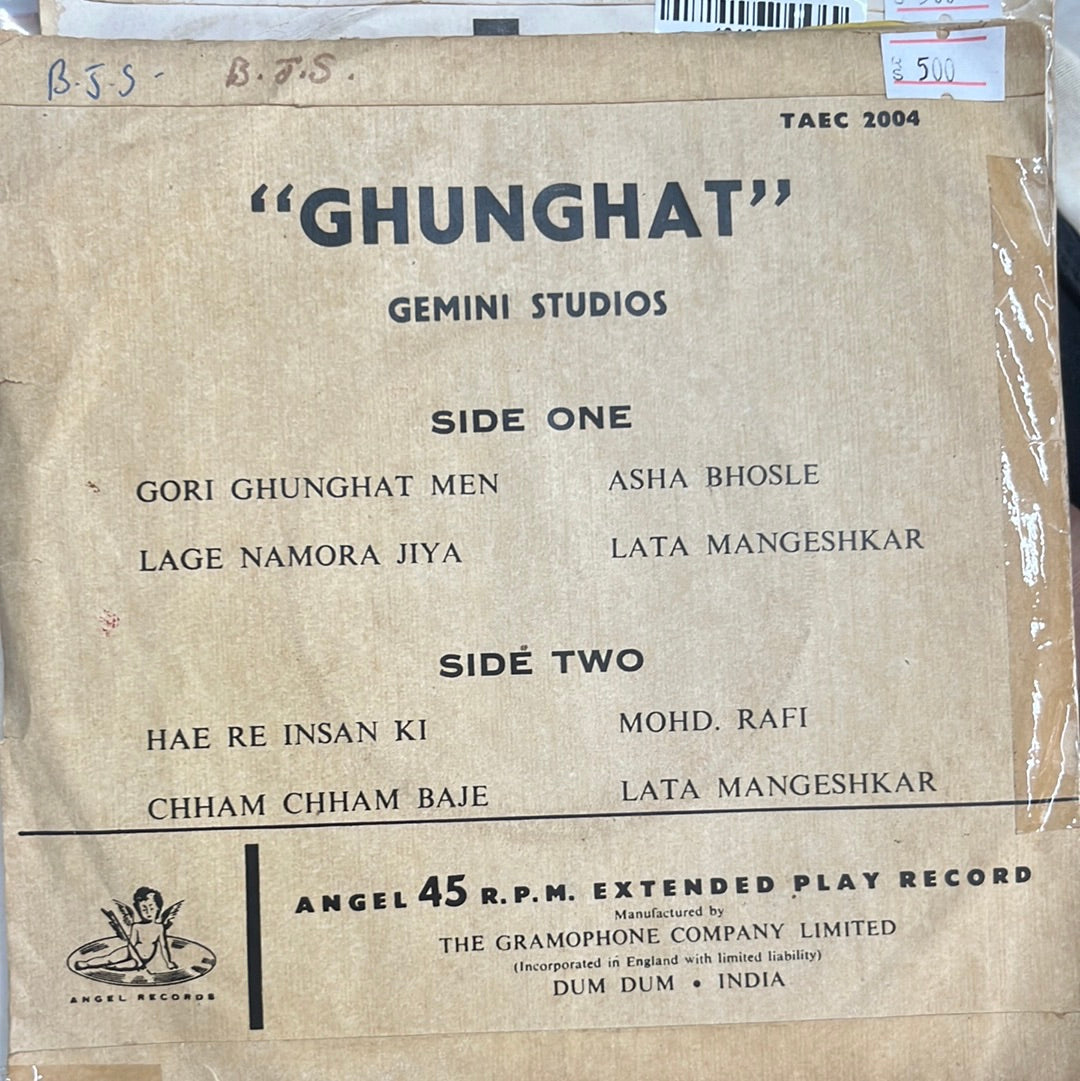 B.J.S - B.J.S.
RS 500
TAEC 2004
"GHUNGHAT"
GEMINI STUDIOS
SIDE ONE
GORI GHUNGHAT MEN ASHA BHOSLE
LAGE NAMORA JIYA LATA MANGESHKAR
SIDE TWO
HAE RE INSAN KI MOHD. RAFI
CHHAM CHHAM BAJE LATA MANGESHKAR
ANGEL 45 R.P.M. EXTENDED PLAY RECORD
Manufactured by
THE GRAMOPHONE COMPANY LIMITED
(Incorporated in England with limited liability)
DUM DUM • INDIA
ANGEL RECORDS